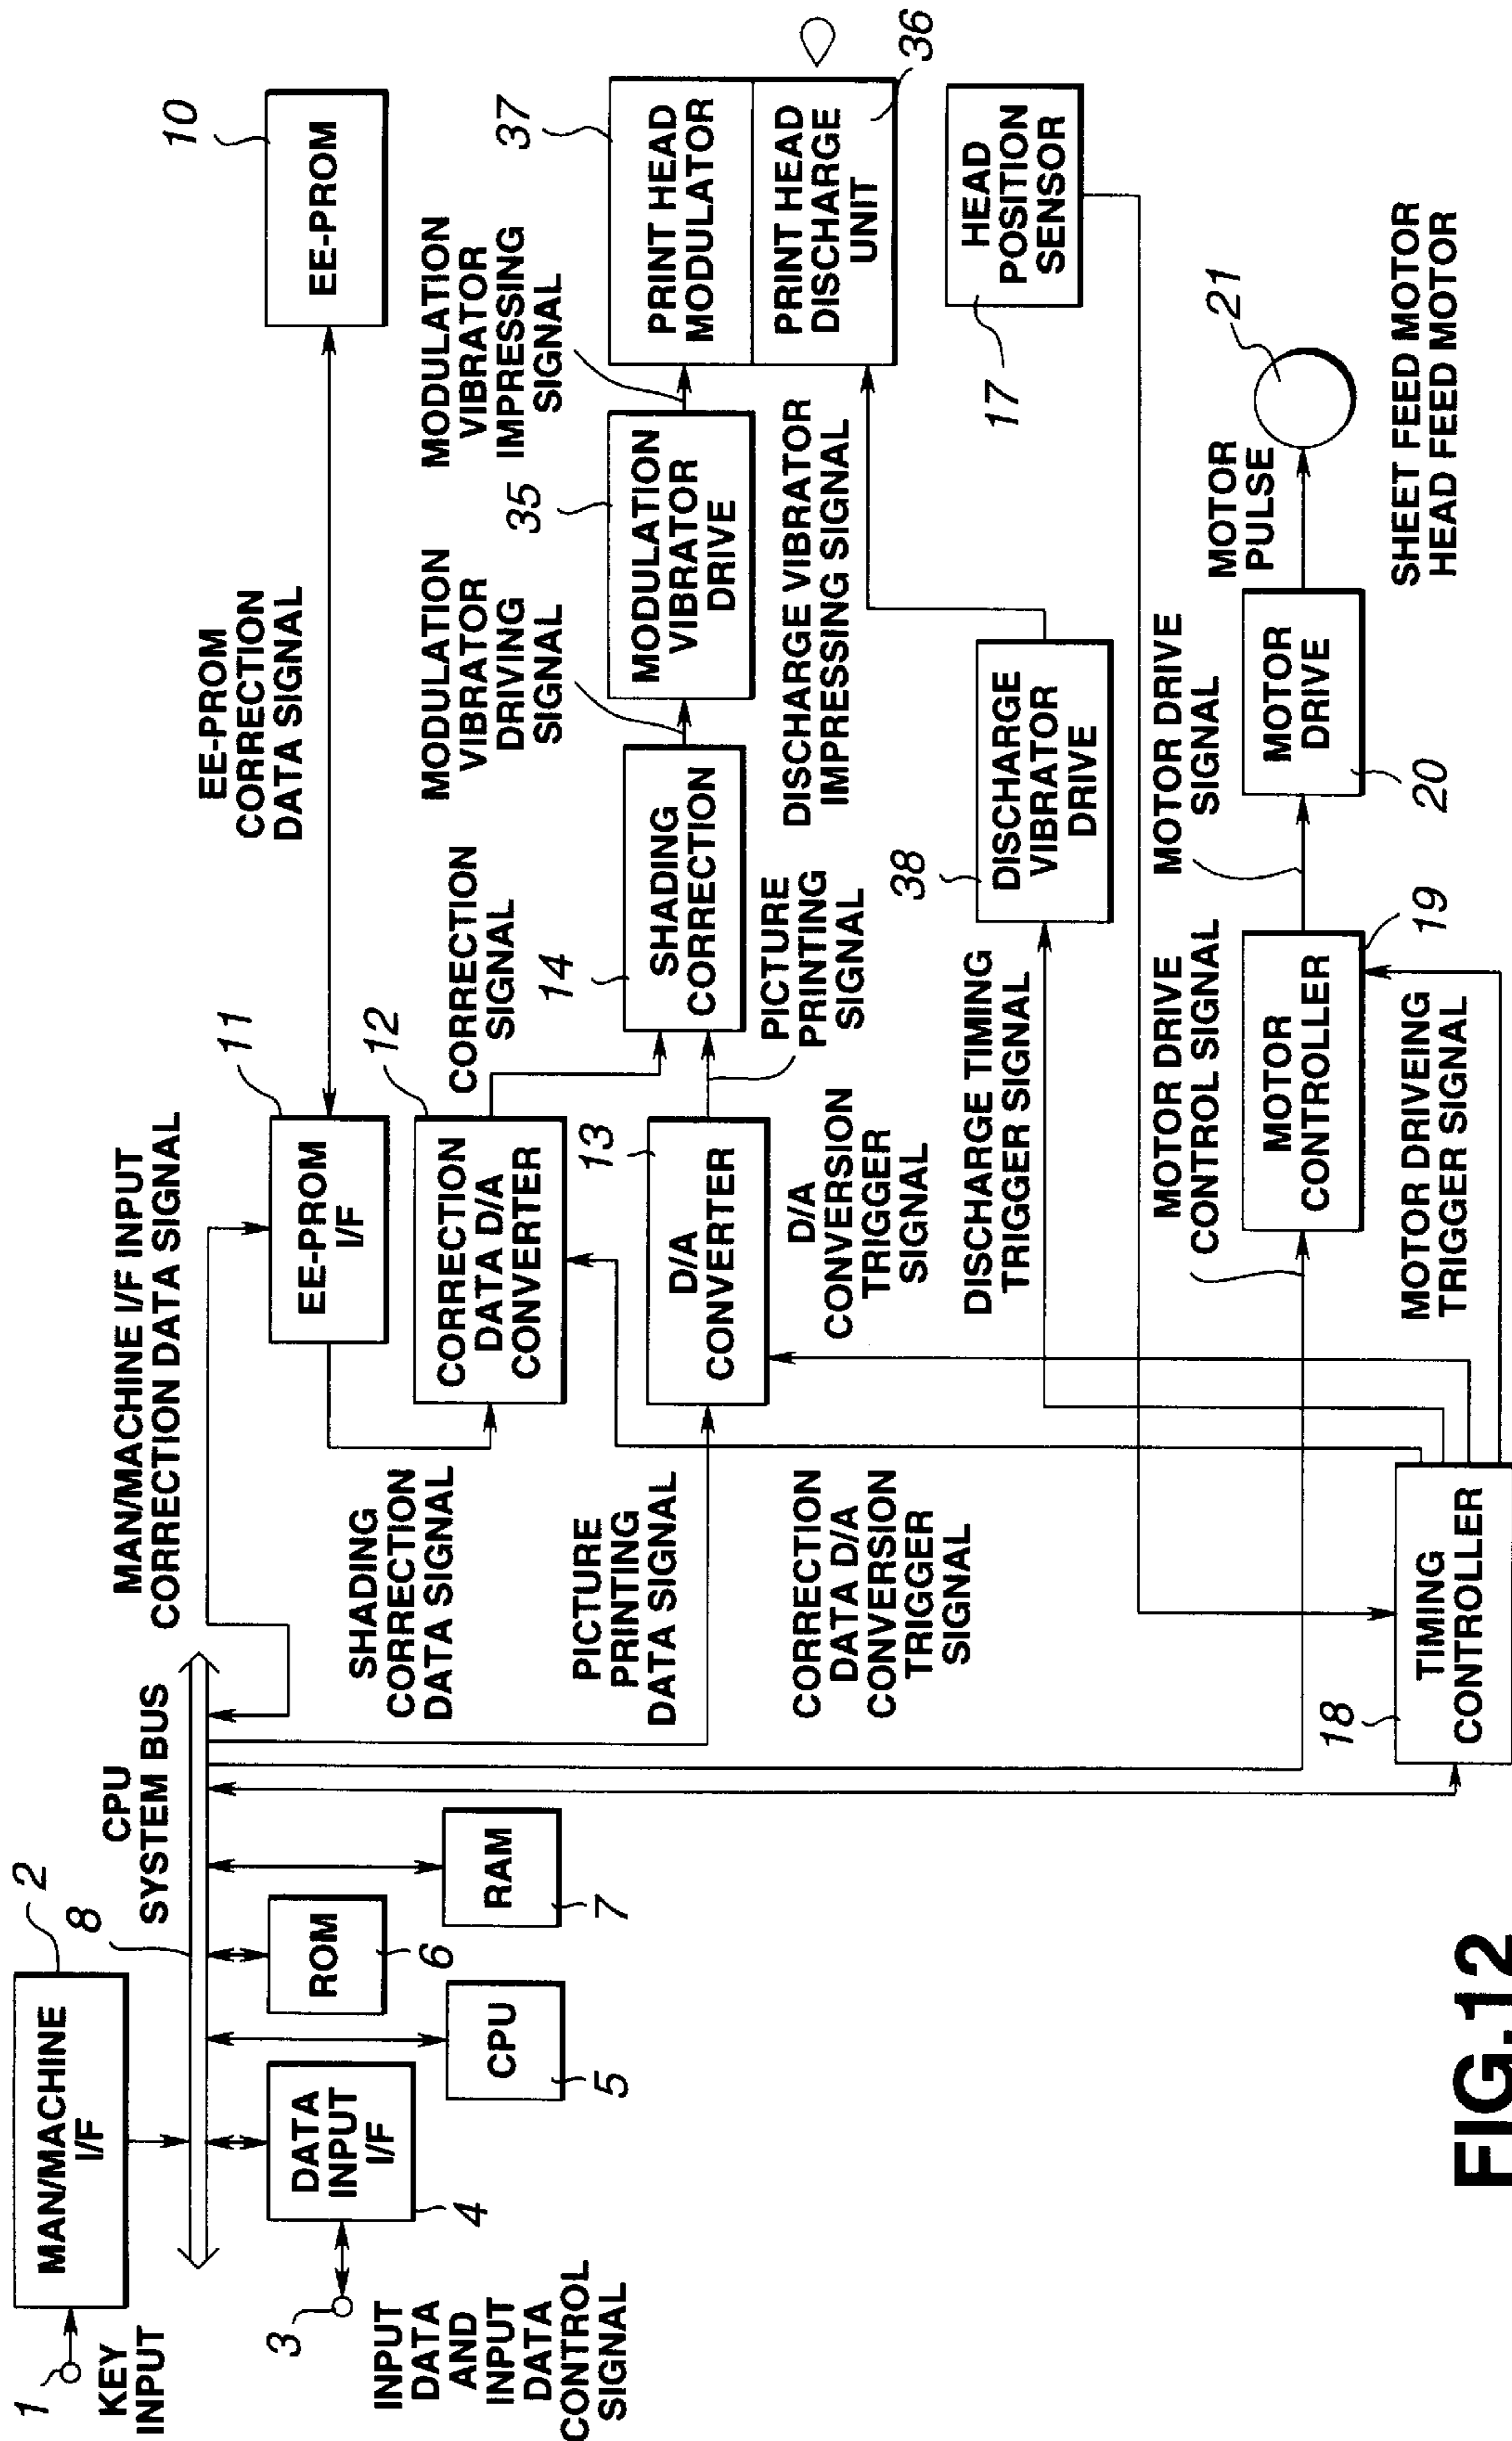 1
KEY
INPUT
MAN/MACHINE
I/F
2
8
CPU
SYSTEM BUS
3
INPUT
DATA
AND
INPUT
DATA
CONTROL
SIGNAL
DATA
INPUT
I/F
4
CPU
5
ROM
6
RAM
7
MAN/MACHINE I/F INPUT
CORRECTION DATA SIGNAL
EE-PROM
I/F
11
EE-PROM
CORRECTION
DATA SIGNAL
EE-PROM
10
SHADING
CORRECTION
DATA SIGNAL
CORRECTION
DATA D/A
CONVERTER
12
CORRECTION
SIGNAL
PICTURE
PRINTING
DATA SIGNAL
D/A
CONVERTER
13
SHADING
CORRECTION
14
PICTURE
PRINTING
SIGNAL
MODULATION
VIBRATOR
DRIVING
SIGNAL
MODULATION
VIBRATOR
DRIVE
35
MODULATION
VIBRATOR
IMPRESSING
SIGNAL
PRINT HEAD
MODULATOR
37
PRINT HEAD
DISCHARGE
UNIT
36
CORRECTION
DATA D/A
CONVERSION
TRIGGER
SIGNAL
D/A
CONVERSION
TRIGGER
SIGNAL
DISCHARGE VIBRATOR
IMPRESSING SIGNAL
DISCHARGE TIMING
TRIGGER SIGNAL
DISCHARGE
VIBRATOR
DRIVE
38
HEAD
POSITION
SENSOR
17
MOTOR DRIVE
CONTROL SIGNAL
MOTOR
CONTROLLER
19
MOTOR DRIVE
SIGNAL
MOTOR
DRIVE
20
MOTOR
PULSE
21
SHEET FEED MOTOR
HEAD FEED MOTOR
MOTOR DRIVEING
TRIGGER SIGNAL
TIMING
CONTROLLER
18
FIG.12